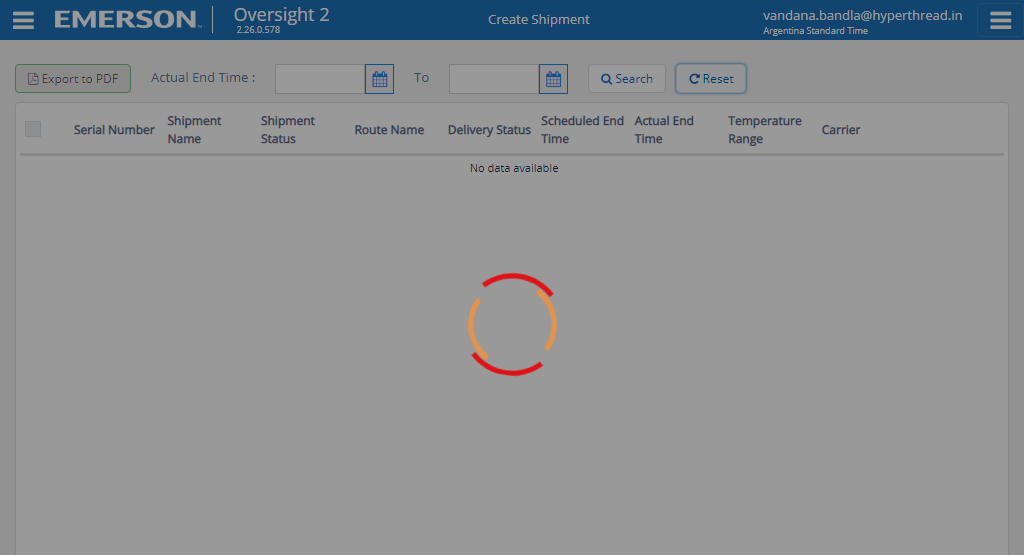 EMERSON™
Oversight 2
2.26.0.578
Create Shipment
vandana.bandla@hyperthread.in
Argentina Standard Time
Export to PDF
Actual End Time :
To
Search
Reset
Serial Number
Shipment
Name
Shipment
Status
Route Name
Delivery Status
Scheduled End
Time
Actual End
Time
Temperature
Range
Carrier
No data available